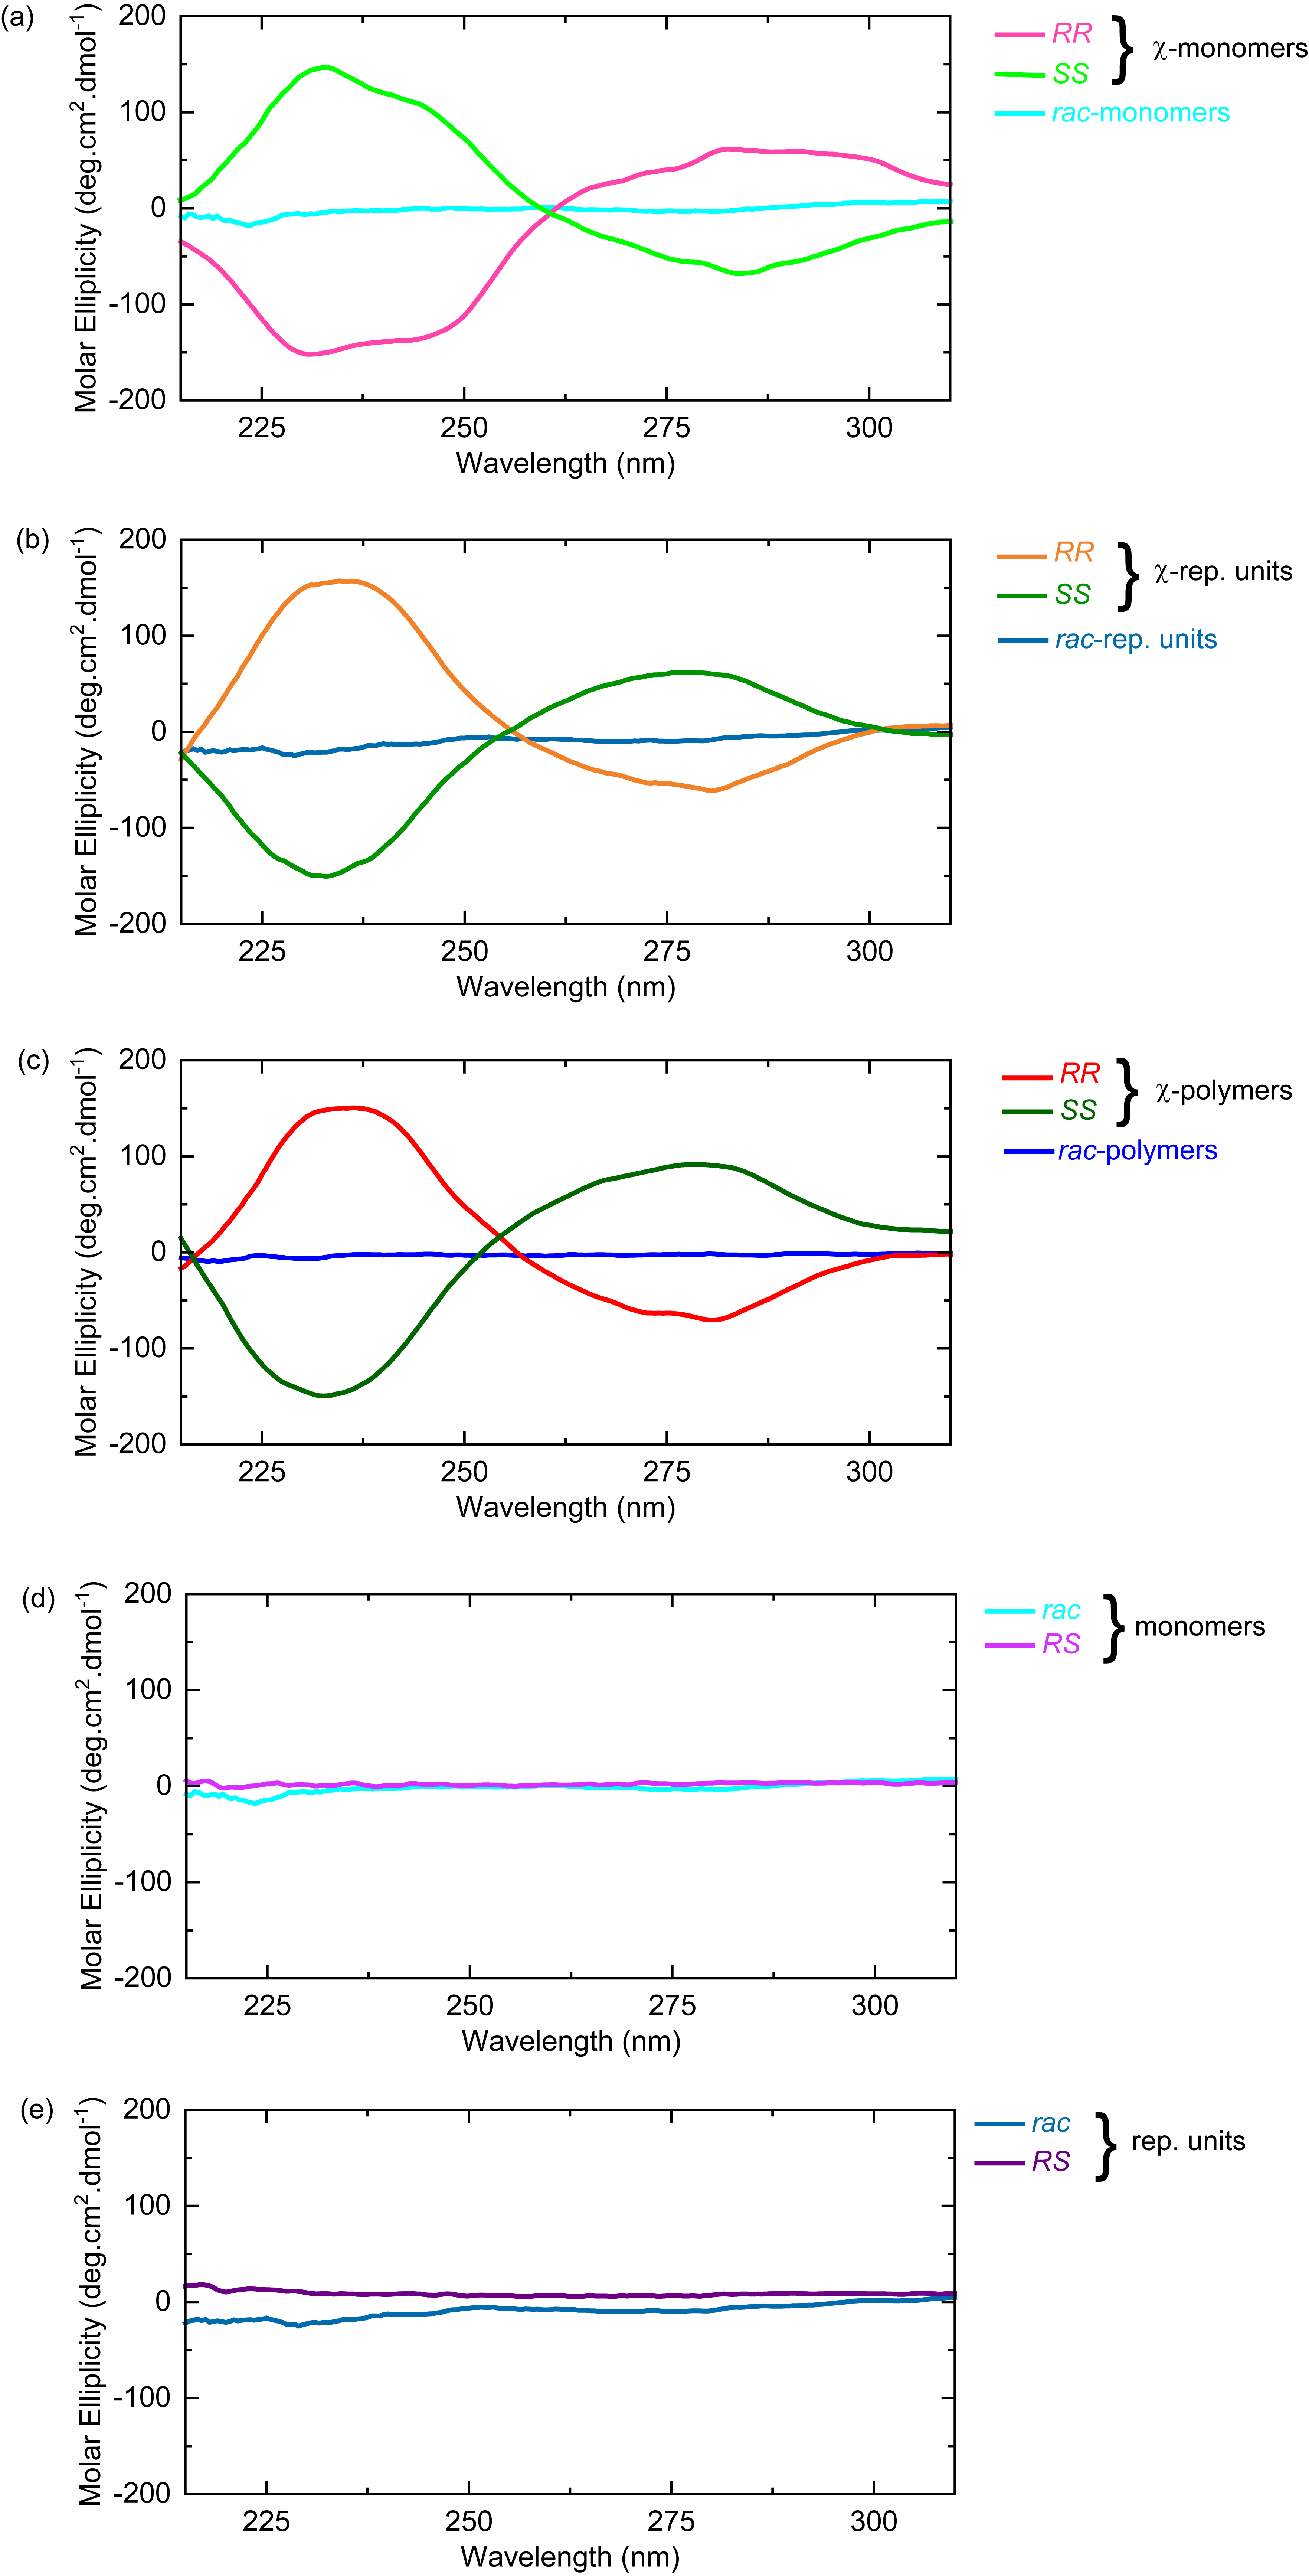 (a)
200
100
0
-100
-200
Molar Elliplicity (deg.cm2.dmol-1)
225 250 275 300
Wavelength (nm)
RR
SS
} χ-monomers
rac-monomers
(b)
200
100
0
-100
-200
Molar Elliplicity (deg.cm2.dmol-1)
225 250 275 300
Wavelength (nm)
RR
SS
} χ-rep. units
rac-rep. units
(c)
200
100
0
-100
-200
Molar Elliplicity (deg.cm2.dmol-1)
225 250 275 300
Wavelength (nm)
RR
SS
} χ-polymers
rac-polymers
(d)
200
100
0
-100
-200
Molar Elliplicity (deg.cm2.dmol-1)
225 250 275 300
Wavelength (nm)
rac
RS
} monomers
(e)
200
100
0
-100
-200
Molar Elliplicity (deg.cm2.dmol-1)
225 250 275 300
Wavelength (nm)
rac
RS
} rep. units